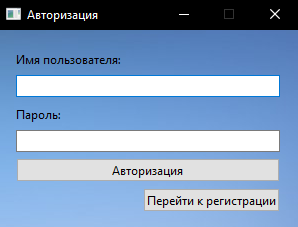 Авторизация
Имя пользователя:
Пароль:
Авторизация
Перейти к регистрации